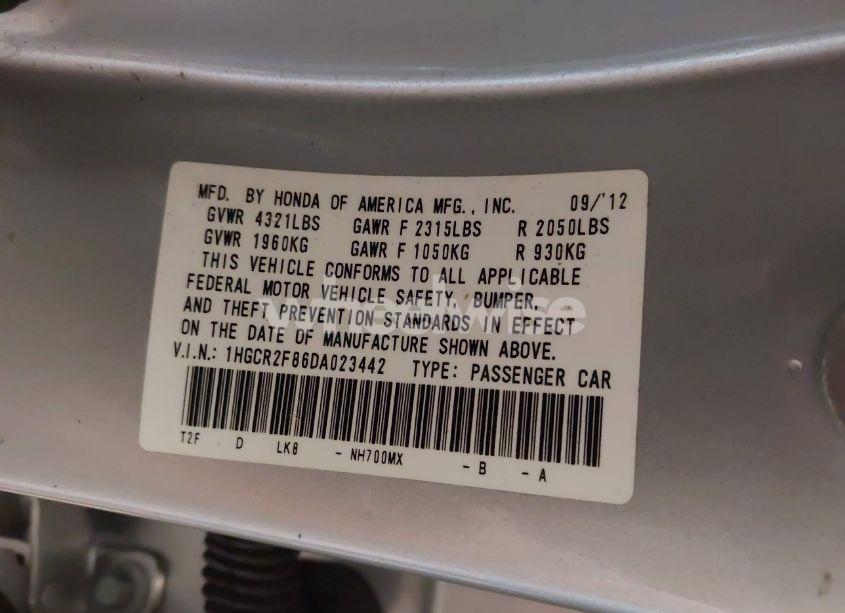 MFD. BY HONDA OF AMERICA MFG., INC. 09/'12
GVWR 4321LBS GAWR F 2315LBS R 2050LBS
GVWR 1960KG GAWR F 1050KG R 930KG
THIS VEHICLE CONFORMS TO ALL APPLICABLE
FEDERAL MOTOR VEHICLE SAFETY, BUMPER,
AND THEFT PREVENTION STANDARDS IN EFFECT
ON THE DATE OF MANUFACTURE SHOWN ABOVE.
V.I.N.: 1HGCR2F86DA023442 TYPE: PASSENGER CAR
T2F D LK8 - NH700MX - B - A
wheelwise